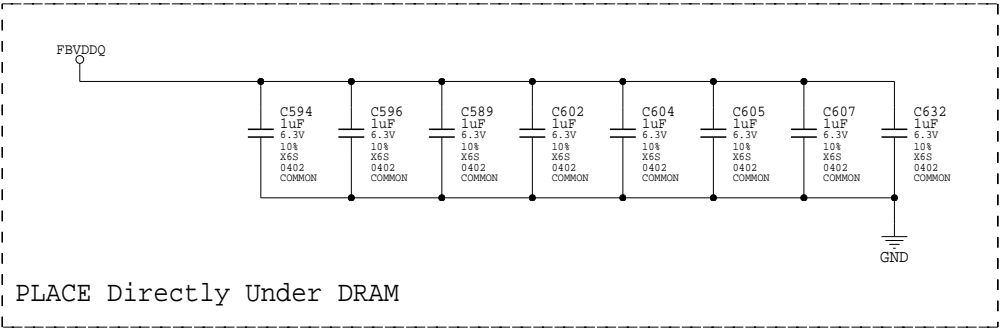 FBVDDQ
C594
1uF
6.3V
10%
X6S
0402
COMMON
C596
1uF
6.3V
10%
X6S
0402
COMMON
C589
1uF
6.3V
10%
X6S
0402
COMMON
C602
1uF
6.3V
10%
X6S
0402
COMMON
C604
1uF
6.3V
10%
X6S
0402
COMMON
C605
1uF
6.3V
10%
X6S
0402
COMMON
C607
1uF
6.3V
10%
X6S
0402
COMMON
C632
1uF
6.3V
10%
X6S
0402
COMMON
GND
PLACE Directly Under DRAM